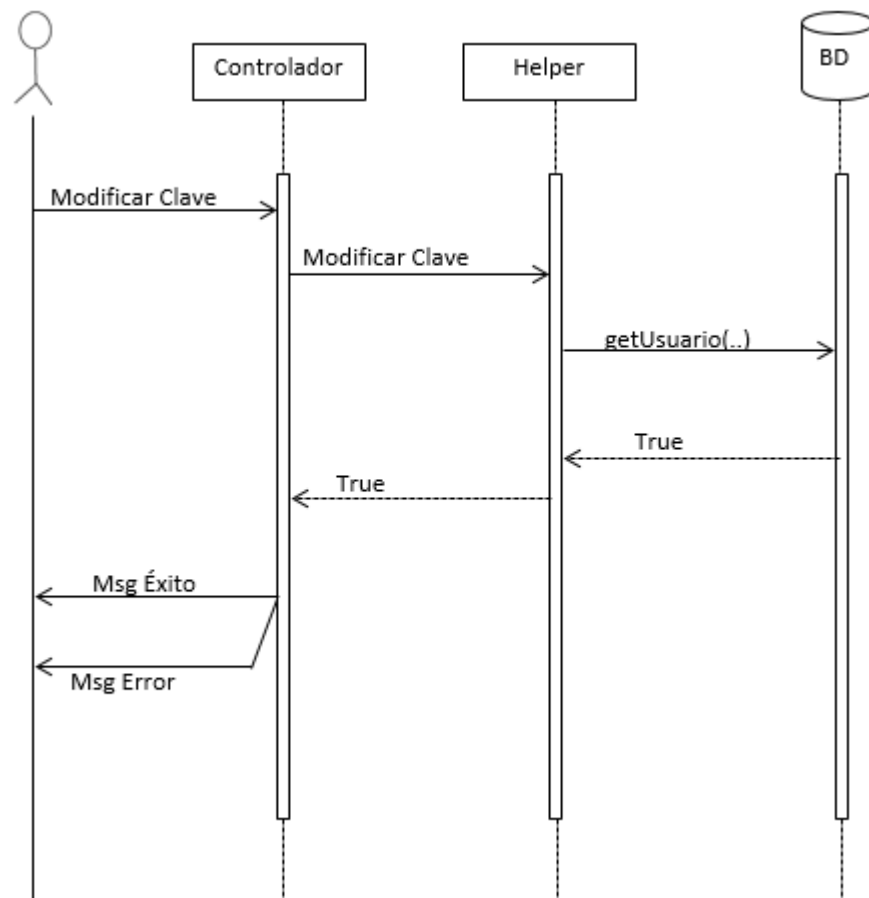 Controlador
Helper
BD
Modificar Clave
Modificar Clave
getUsuario(..)
True
True
Msg Éxito
Msg Error